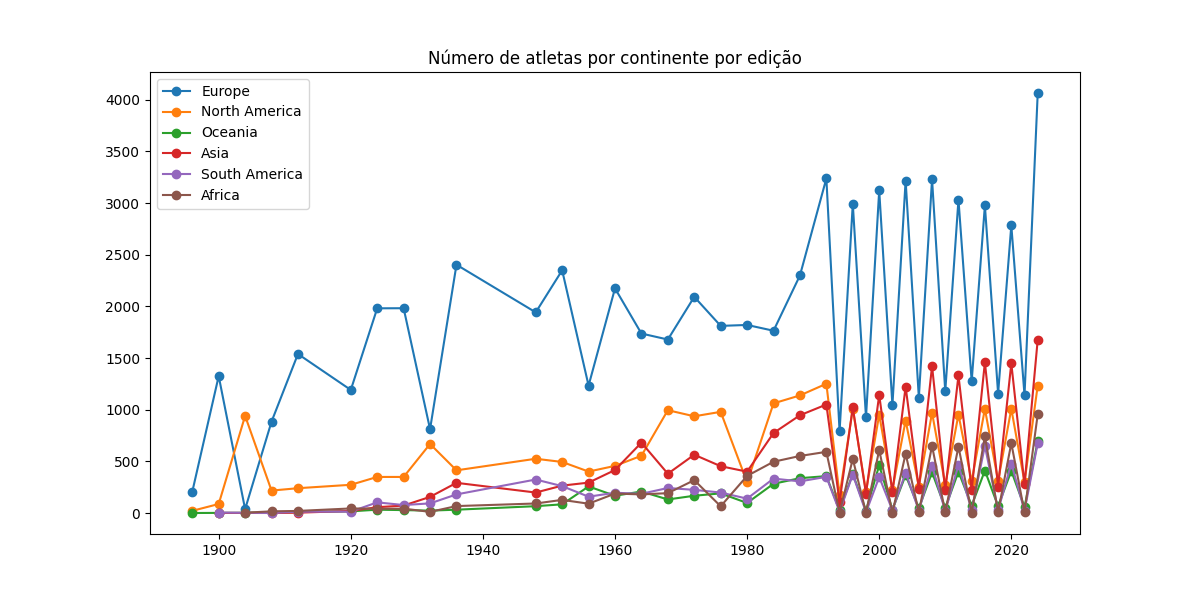 Número de atletas por continente por edição
Europe
North America
Oceania
Asia
South America
Africa
4000
3500
3000
2500
2000
1500
1000
500
0
1900
1920
1940
1960
1980
2000
2020